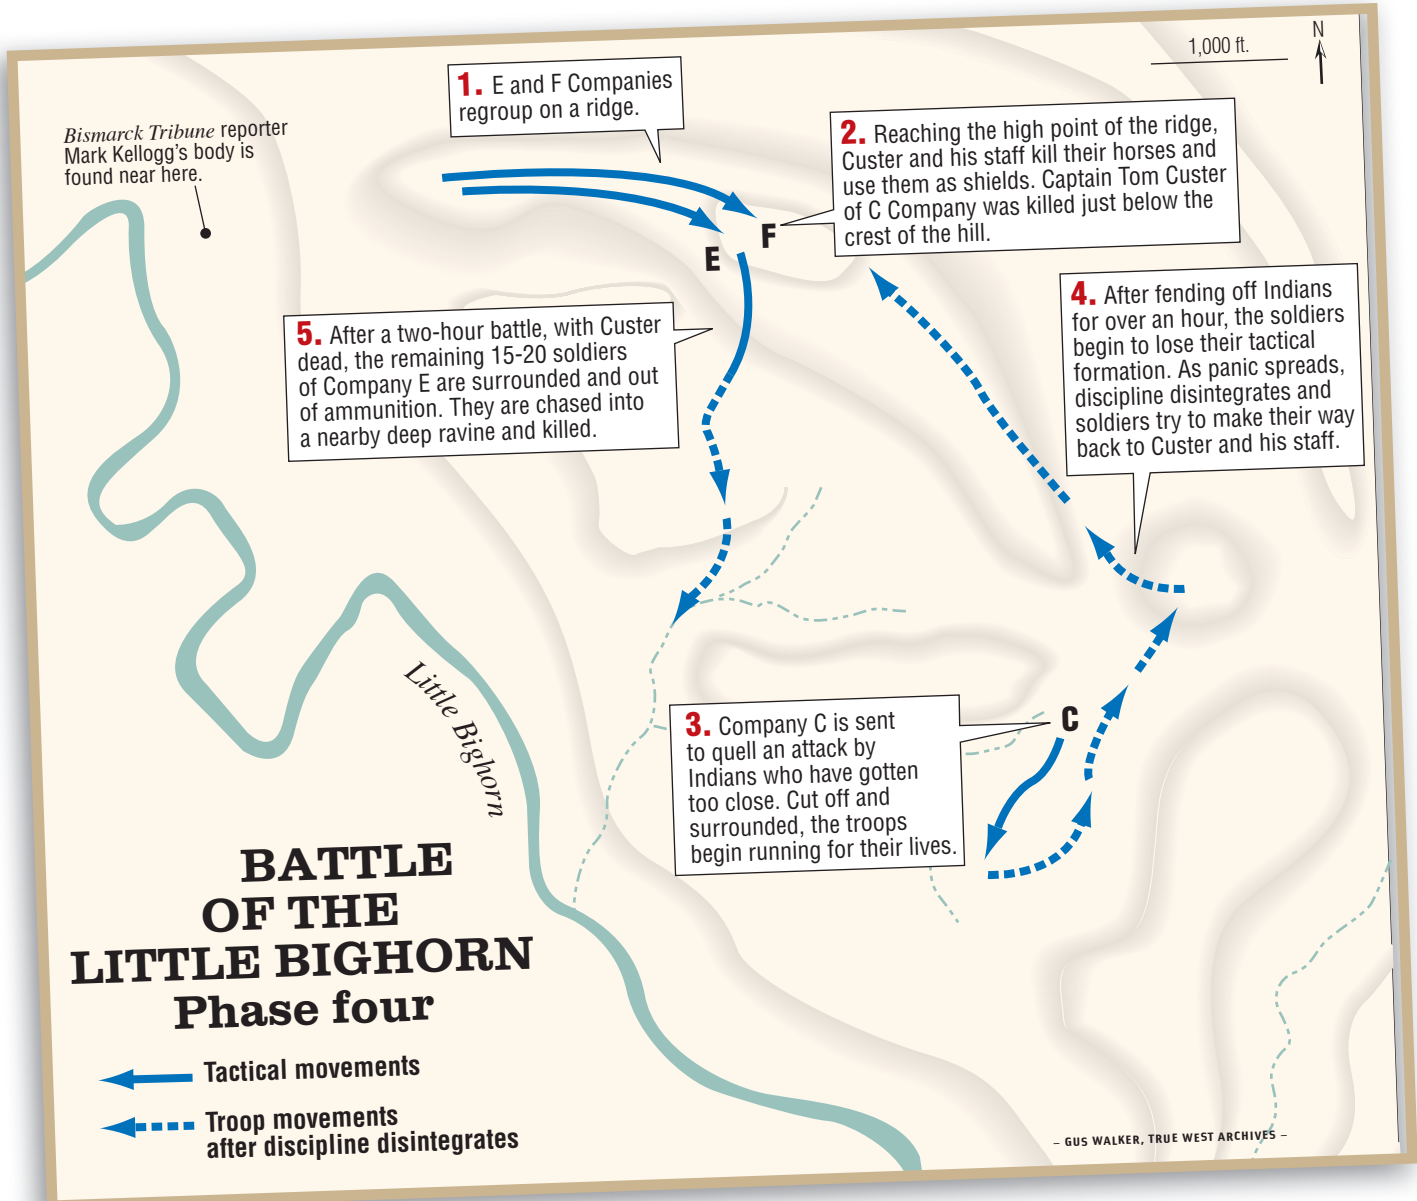 1,000 ft.
N
1. E and F Companies
regroup on a ridge.
Bismarck Tribune reporter
Mark Kellogg's body is
found near here.
2. Reaching the high point of the ridge,
Custer and his staff kill their horses and
use them as shields. Captain Tom Custer
of C Company was killed just below the
crest of the hill.
F
E
4. After fending off Indians
for over an hour, the soldiers
begin to lose their tactical
formation. As panic spreads,
discipline disintegrates and
soldiers try to make their way
back to Custer and his staff.
5. After a two-hour battle, with Custer
dead, the remaining 15-20 soldiers
of Company E are surrounded and out
of ammunition. They are chased into
a nearby deep ravine and killed.
Little Bighorn
3. Company C is sent
to quell an attack by
Indians who have gotten
too close. Cut off and
surrounded, the troops
begin running for their lives.
C
BATTLE
OF THE
LITTLE BIGHORN
Phase four
Tactical movements
Troop movements
after discipline disintegrates
– GUS WALKER, TRUE WEST ARCHIVES –